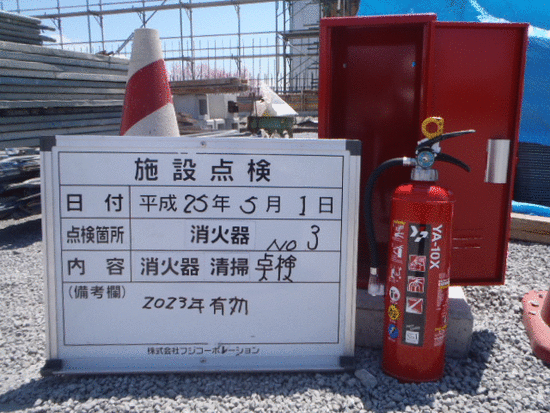 施設点検
日付 平成25年5月1日
点検箇所 消火器 No 3
内容 消火器 清掃 点検
(備考欄)
2023年有効
株式会社フジコーポレーション
YA-10X